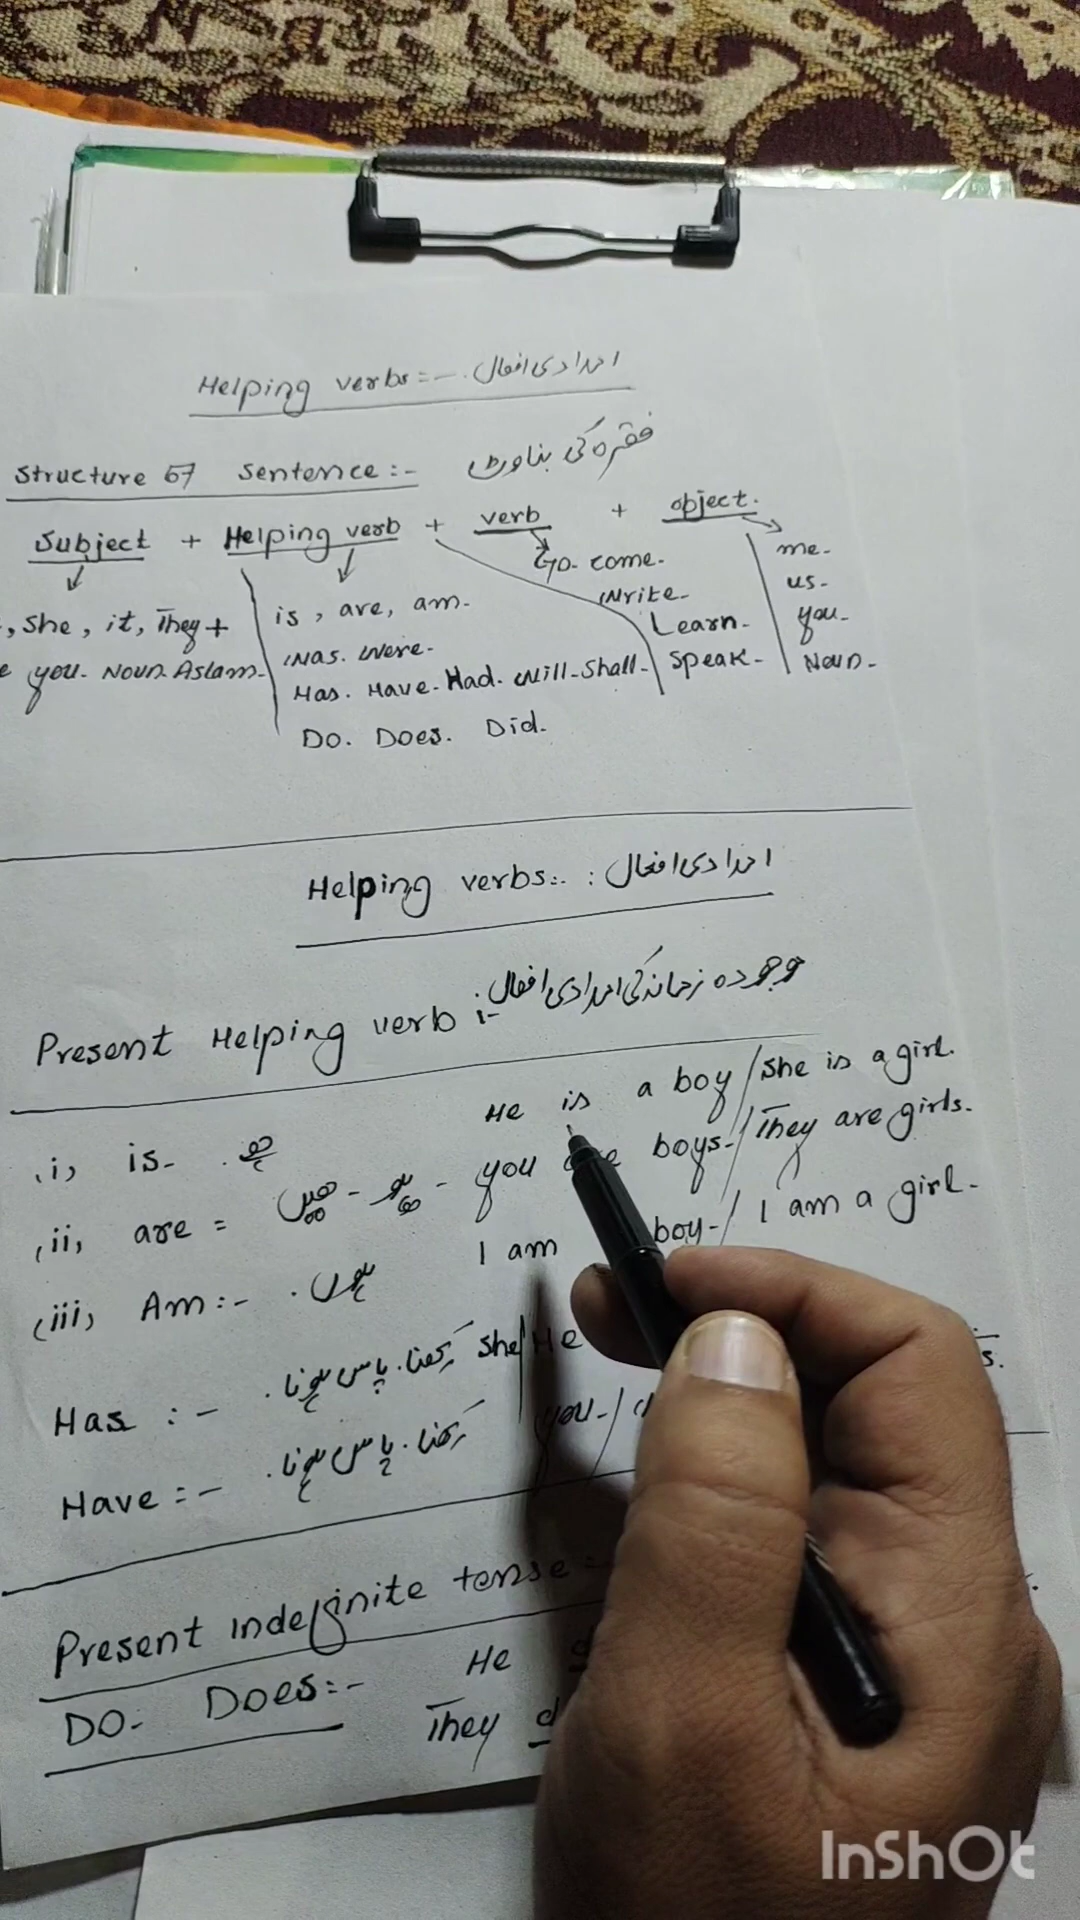 Helping verbs:- امدادی افعال
Structure of Sentence:- فقرہ کی بناوٹ
Subject + Helping verb + verb + object.
, She, it, They + is, are, am. Go. come. me.
you. Noun. Aslam. Was. Were. Write. us.
Has. Have. Had. Will. Shall. Learn. you.
Do. Does. Did. Speak. Noun.
Helping verbs:- امدادی افعال
Present Helping verb :- موجودہ زمانہ کی امدادی افعال
(i) is - ہے. He is a boy / She is a girl.
(ii) are = ہیں - ہو - you are boys. / They are girls.
(iii) Am:- ہوں. I am boy. / I am a girl.
Has :- رکھنا. پاس ہونا. She/He s.
Have :- رکھنا. پاس ہونا. you. /
Present indefinite tense =
DO. Does:- He d
They d
InShOt